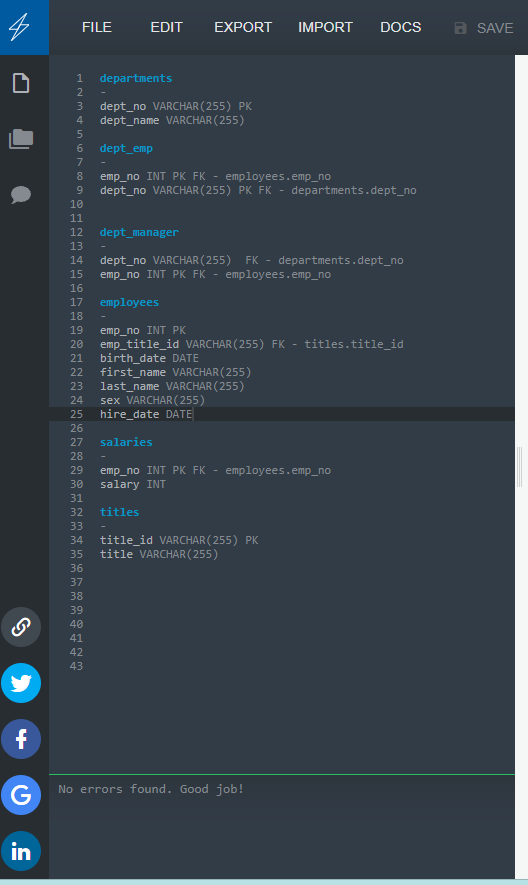 FILE EDIT EXPORT IMPORT DOCS SAVE
1 departments
2 -
3 dept_no VARCHAR(255) PK
4 dept_name VARCHAR(255)
5
6 dept_emp
7 -
8 emp_no INT PK FK - employees.emp_no
9 dept_no VARCHAR(255) PK FK - departments.dept_no
10
11
12 dept_manager
13 -
14 dept_no VARCHAR(255)  FK - departments.dept_no
15 emp_no INT PK FK - employees.emp_no
16
17 employees
18 -
19 emp_no INT PK
20 emp_title_id VARCHAR(255) FK - titles.title_id
21 birth_date DATE
22 first_name VARCHAR(255)
23 last_name VARCHAR(255)
24 sex VARCHAR(255)
25 hire_date DATE
26
27 salaries
28 -
29 emp_no INT PK FK - employees.emp_no
30 salary INT
31
32 titles
33 -
34 title_id VARCHAR(255) PK
35 title VARCHAR(255)
36
37
38
39
40
41
42
43
f
G
in
No errors found. Good job!